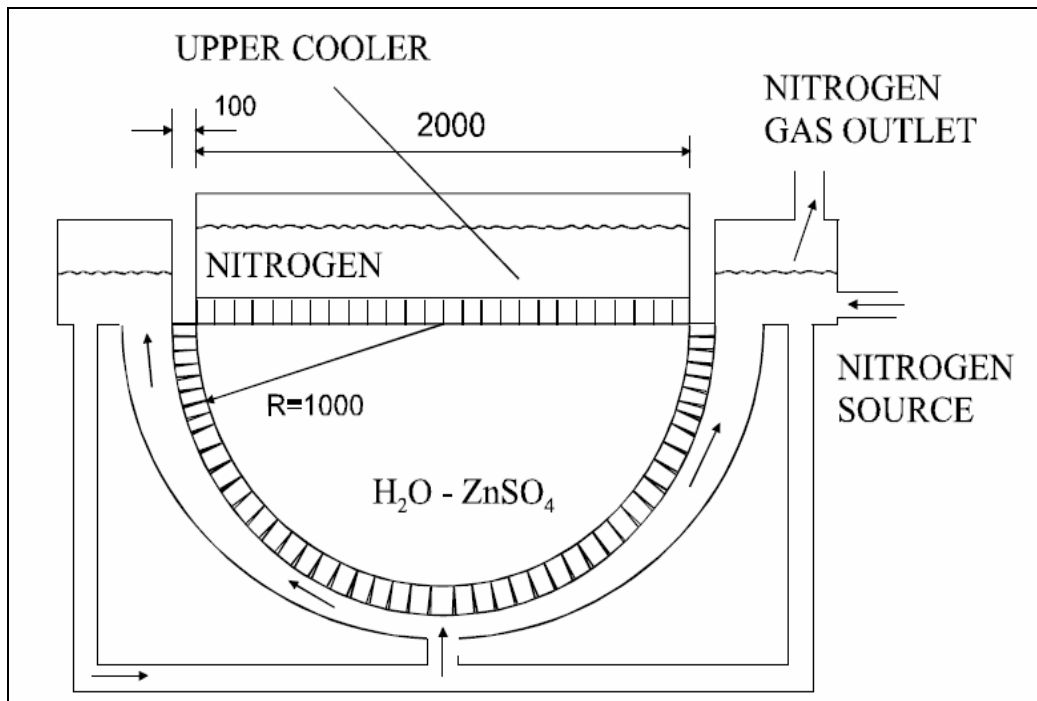 UPPER COOLER
100
2000
NITROGEN
GAS OUTLET
NITROGEN
R=1000
NITROGEN
SOURCE
H₂O - ZnSO₄